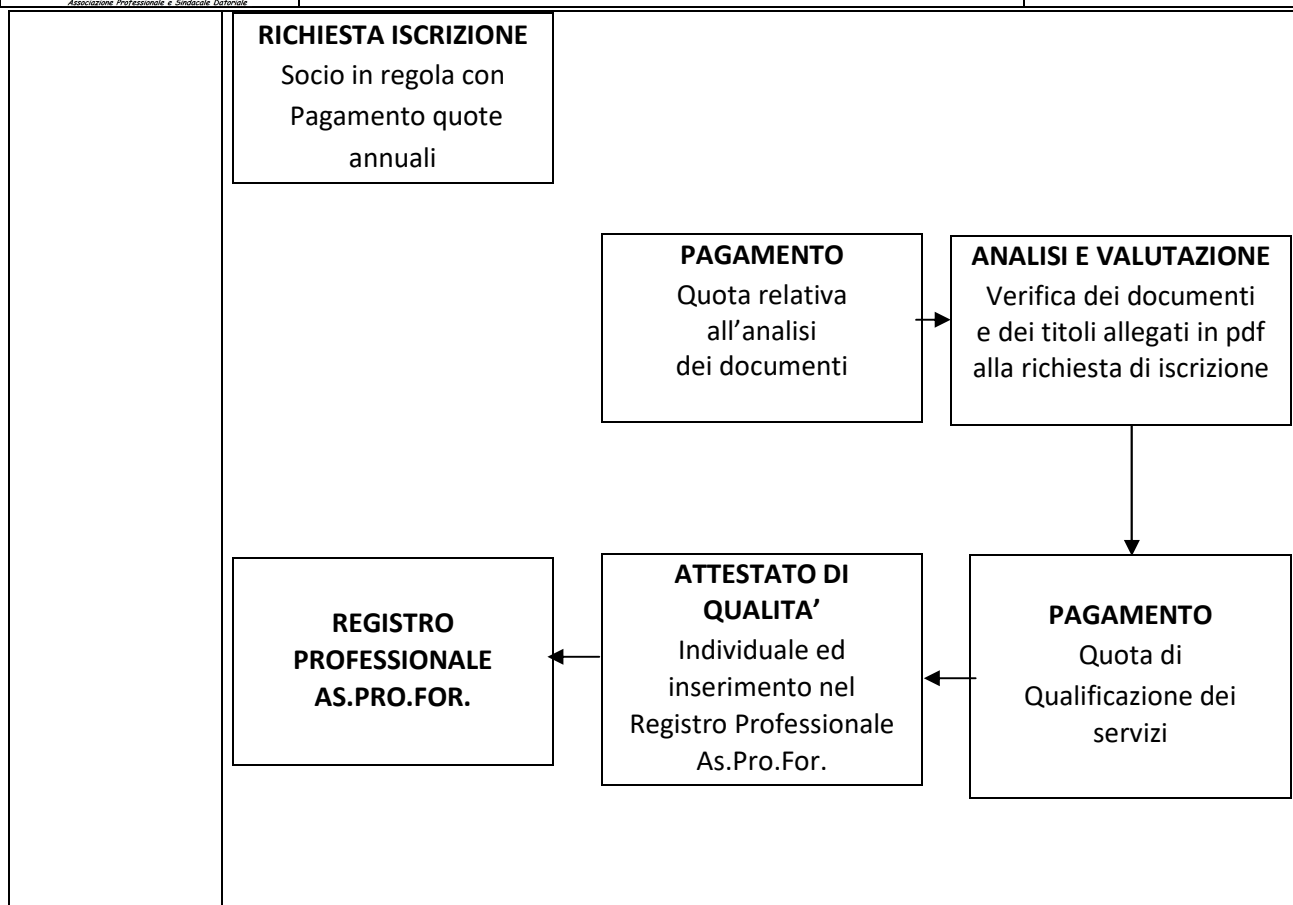 Associazione Professionale e Sindacale Datoriale
RICHIESTA ISCRIZIONE
Socio in regola con
Pagamento quote
annuali
PAGAMENTO
Quota relativa
all’analisi
dei documenti
ANALISI E VALUTAZIONE
Verifica dei documenti
e dei titoli allegati in pdf
alla richiesta di iscrizione
REGISTRO
PROFESSIONALE
AS.PRO.FOR.
ATTESTATO DI
QUALITA’
Individuale ed
inserimento nel
Registro Professionale
As.Pro.For.
PAGAMENTO
Quota di
Qualificazione dei
servizi